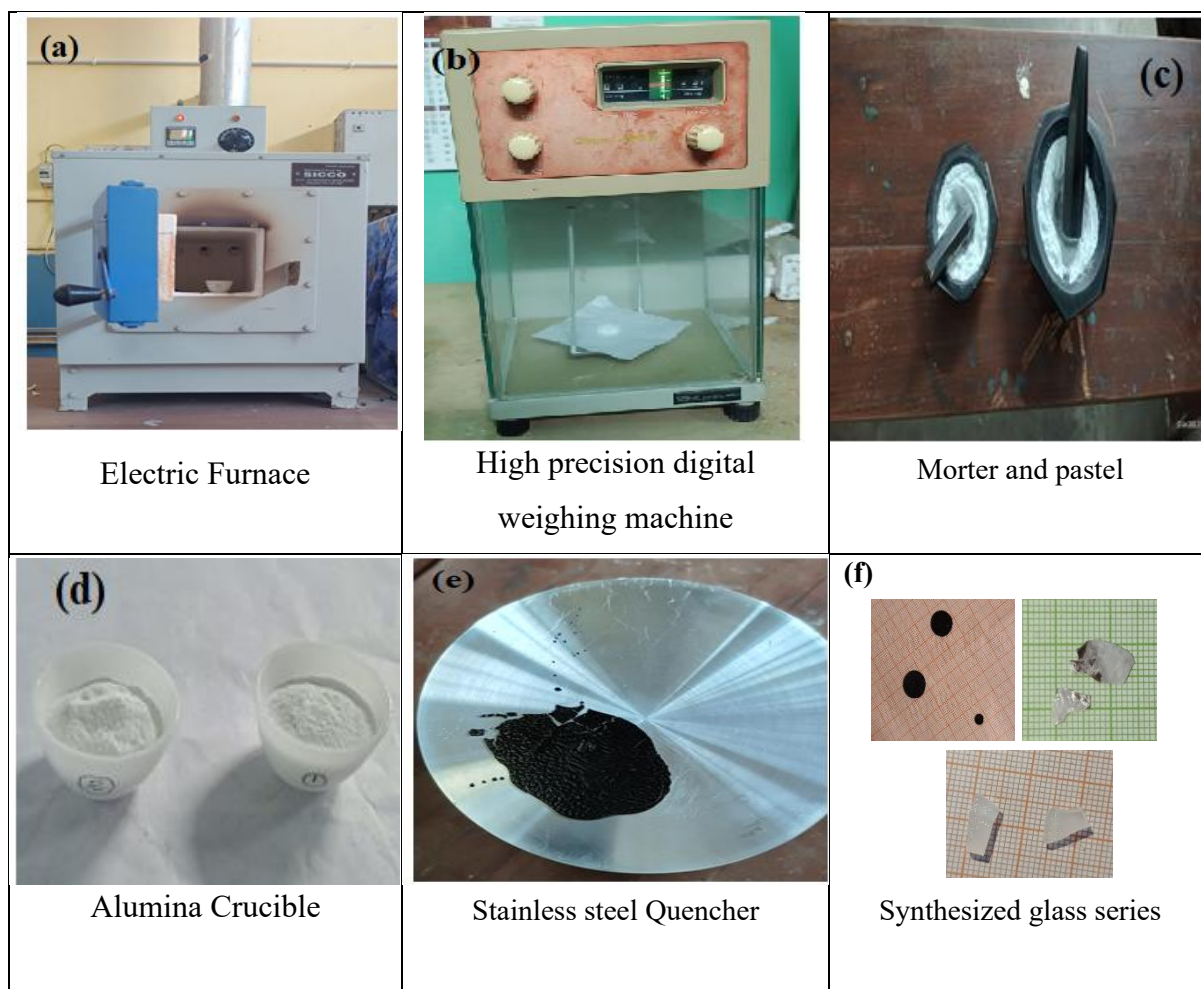 (a)
SICCO
Electric Furnace
(b)
High precision digital
weighing machine
(c)
Morter and pastel
(d)
Alumina Crucible
(e)
Stainless steel Quencher
(f)
Synthesized glass series